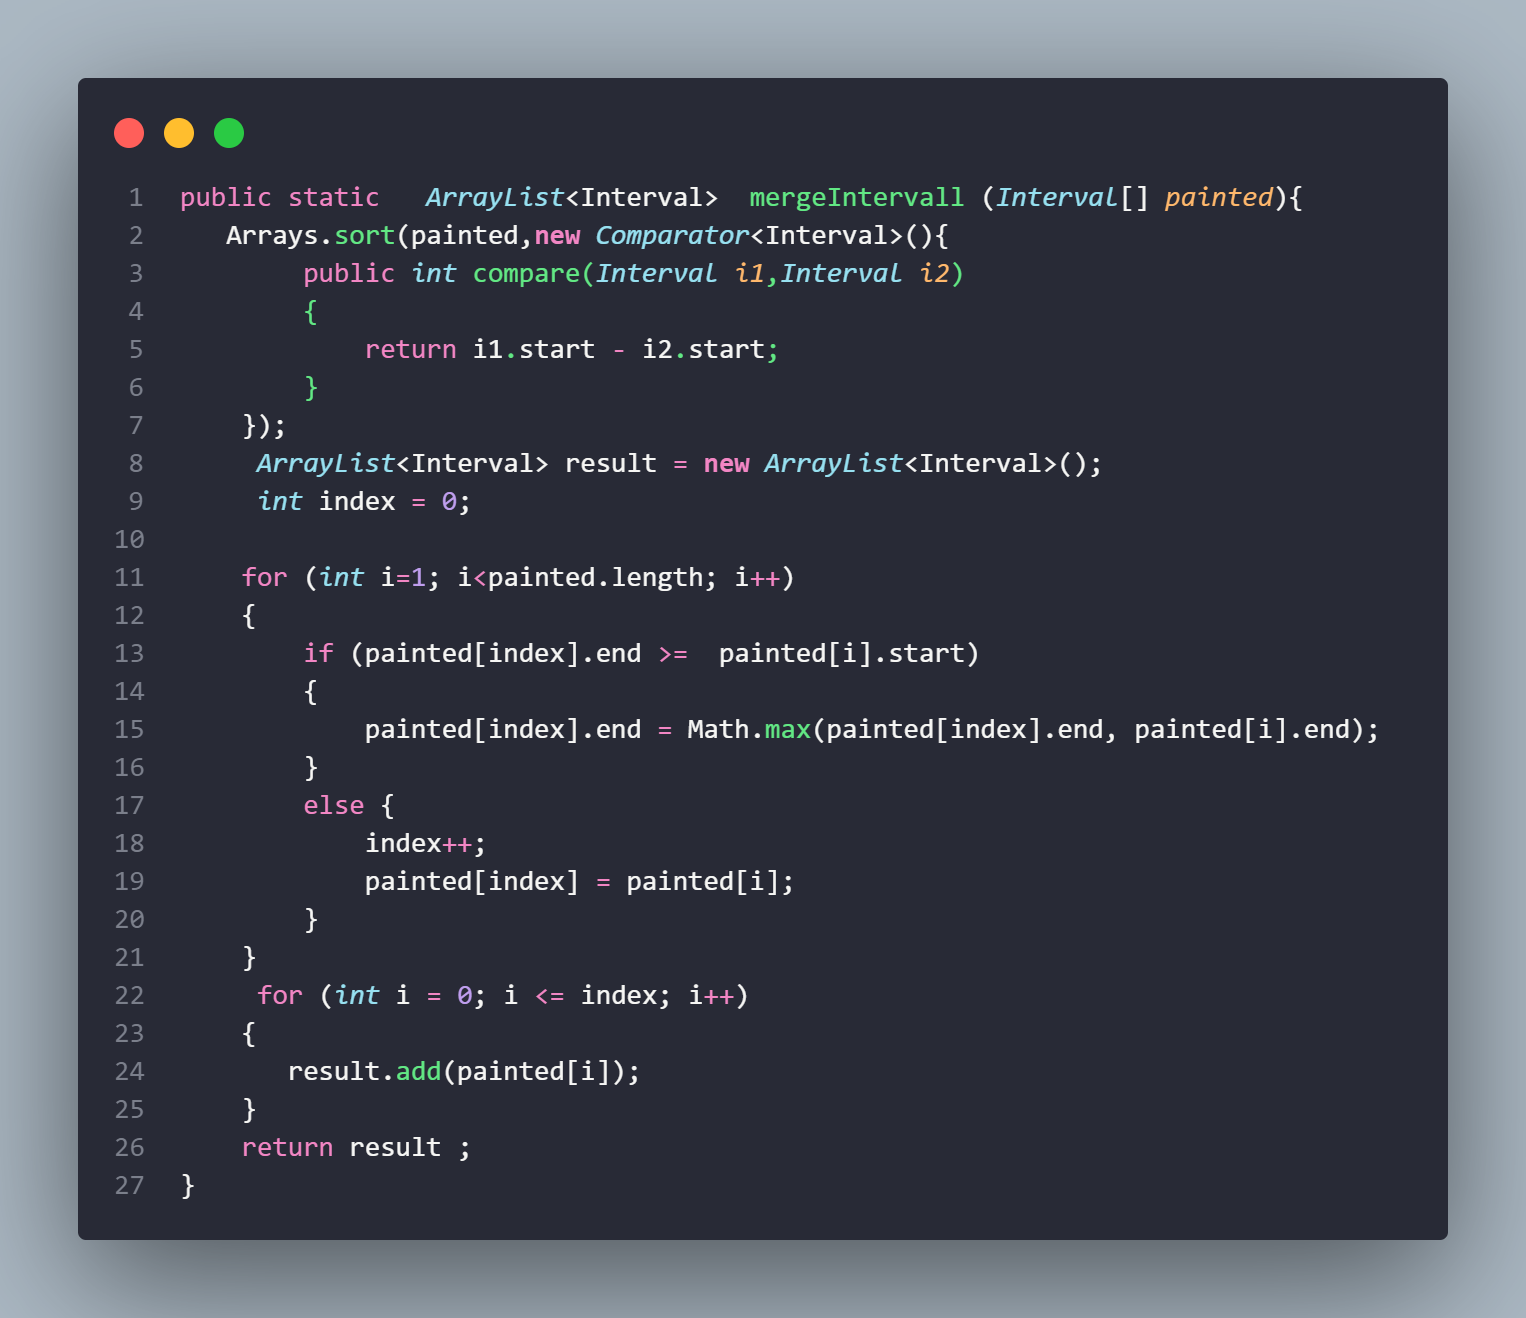 1 public static   ArrayList<Interval>  mergeIntervall (Interval[] painted){
2    Arrays.sort(painted,new Comparator<Interval>(){
3         public int compare(Interval i1,Interval i2)
4         {
5             return i1.start - i2.start;
6         }
7     });
8      ArrayList<Interval> result = new ArrayList<Interval>();
9      int index = 0;
10
11     for (int i=1; i<painted.length; i++)
12     {
13         if (painted[index].end >=  painted[i].start)
14         {
15             painted[index].end = Math.max(painted[index].end, painted[i].end);
16         }
17         else {
18             index++;
19             painted[index] = painted[i];
20         }
21     }
22      for (int i = 0; i <= index; i++)
23     {
24        result.add(painted[i]);
25     }
26     return result ;
27 }